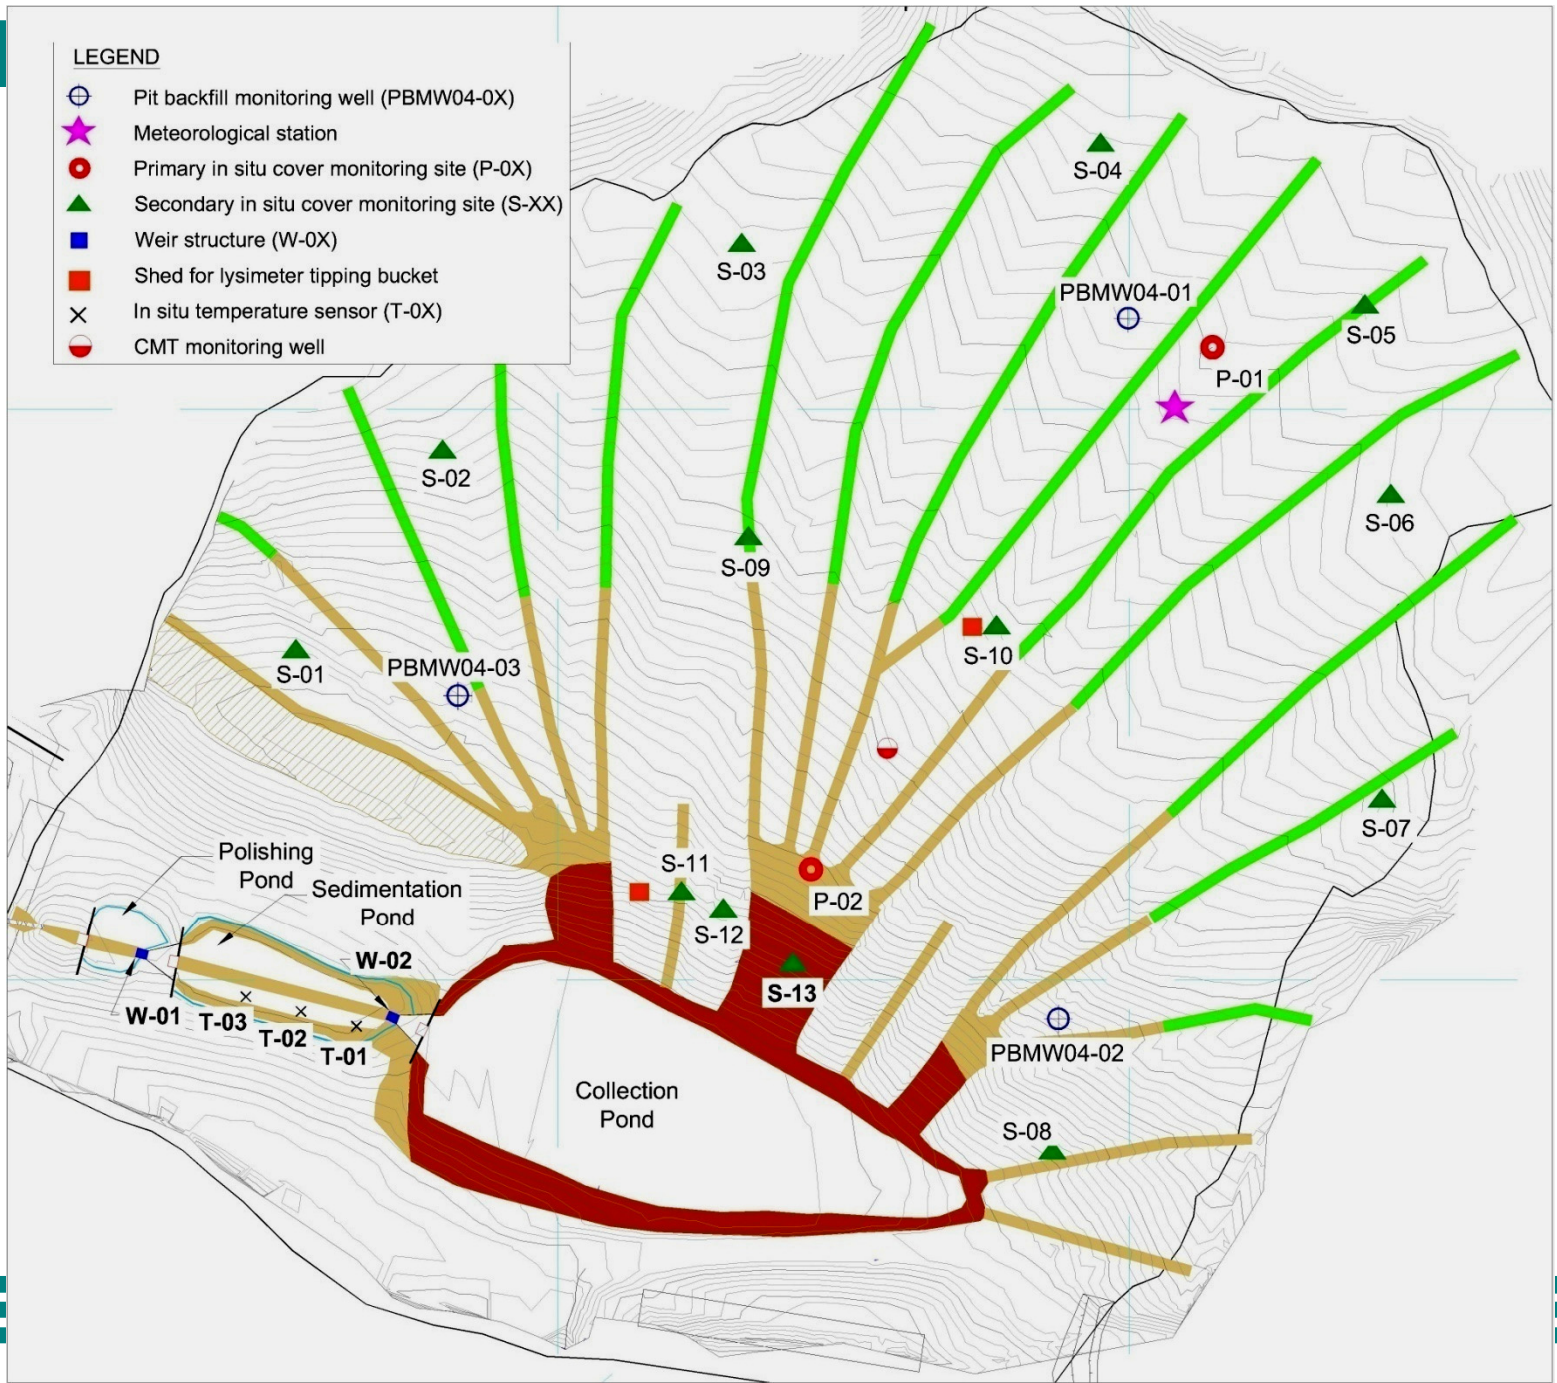 LEGEND
Pit backfill monitoring well (PBMW04-0X)
Meteorological station
Primary in situ cover monitoring site (P-0X)
Secondary in situ cover monitoring site (S-XX)
Weir structure (W-0X)
Shed for lysimeter tipping bucket
In situ temperature sensor (T-0X)
CMT monitoring well
S-04
S-03
PBMW04-01
S-05
P-01
S-02
S-06
S-09
S-10
PBMW04-03
S-01
S-07
Polishing
Pond
Sedimentation
Pond
S-11
P-02
S-12
W-02
S-13
W-01
T-03
T-02
T-01
PBMW04-02
Collection
Pond
S-08